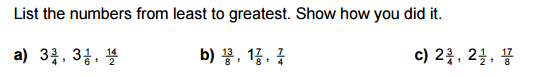 List the numbers from least to greatest. Show how you did it.
a) 3 3/4, 3 1/6, 14/2 b) 13/8, 1 7/8, 7/4 c) 2 3/4, 2 1/2, 17/8